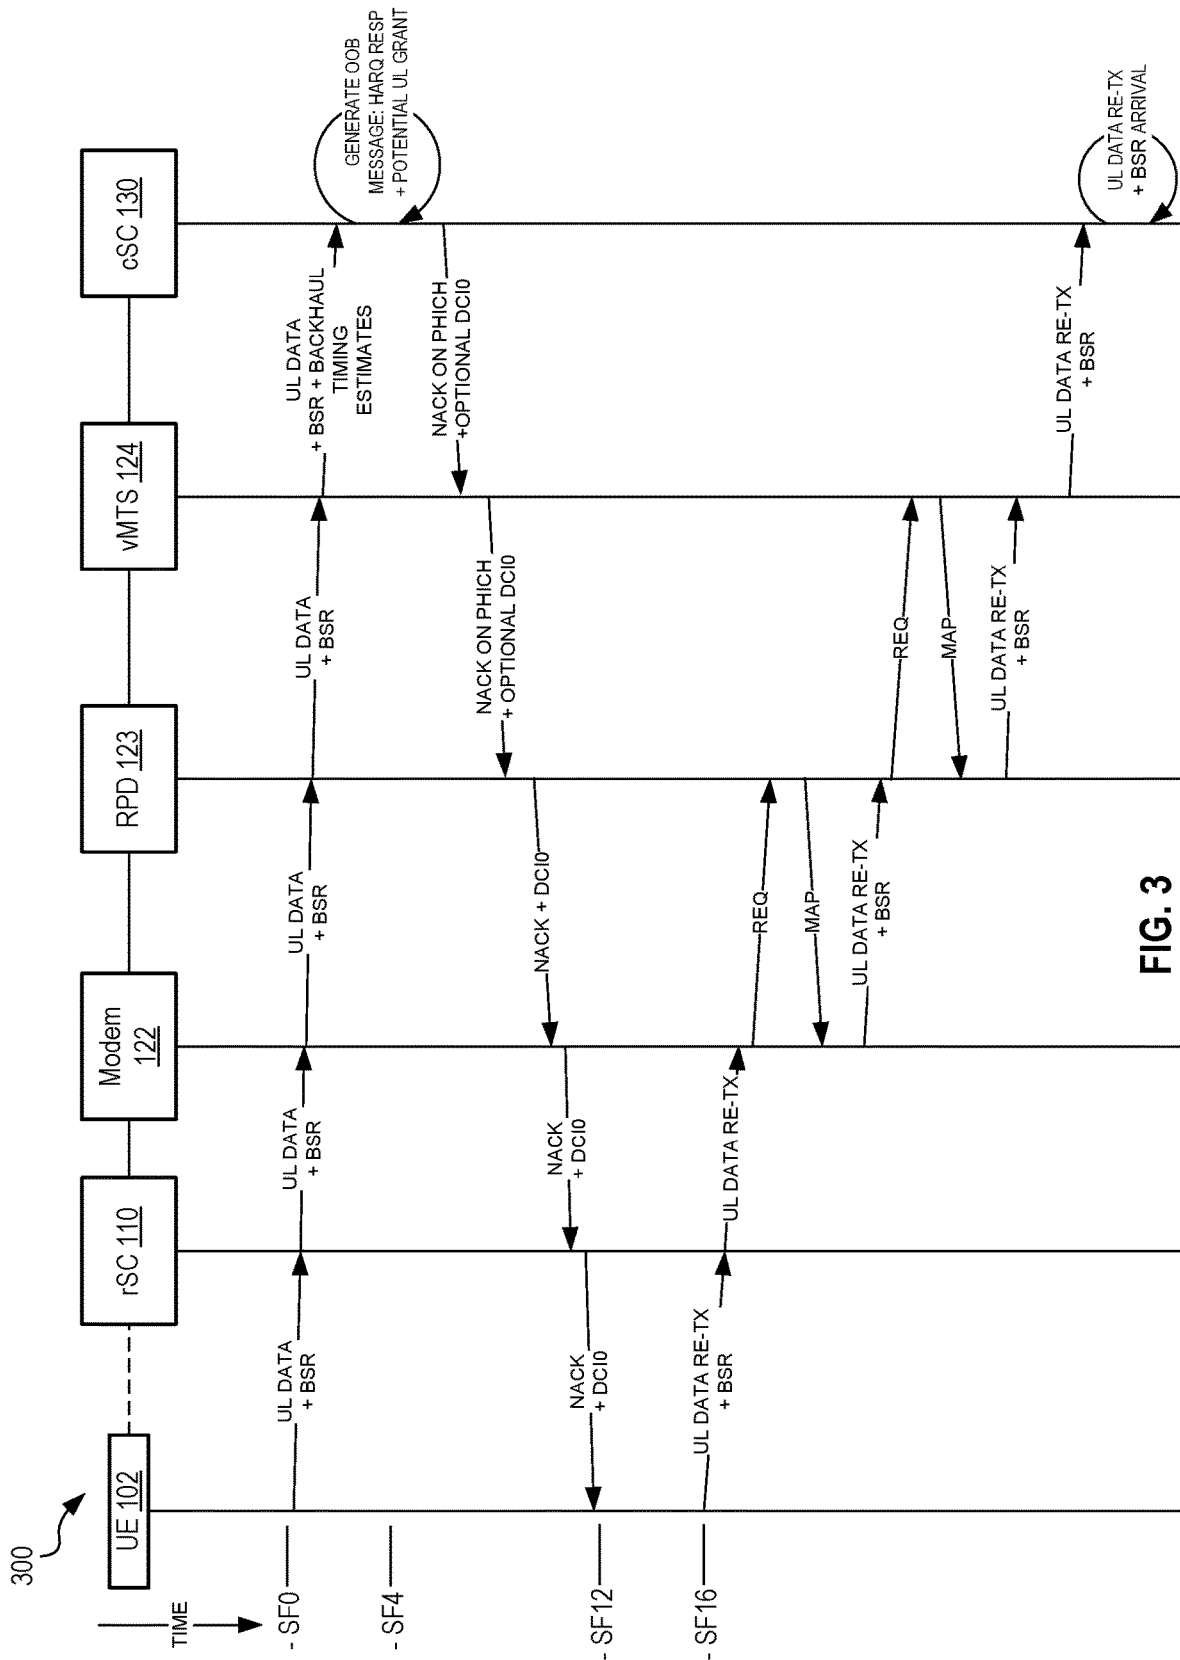 300
TIME
UE 102
rSC 110
Modem
122
RPD 123
vMTS 124
cSC 130
- SF0
- SF4
- SF12
- SF16
UL DATA
+ BSR
UL DATA
+ BSR
UL DATA
+ BSR
UL DATA
+ BSR
UL DATA
+ BSR + BACKHAUL
TIMING
ESTIMATES
GENERATE OOB
MESSAGE: HARQ RESP
+ POTENTIAL UL GRANT
NACK ON PHICH
+OPTIONAL DCI0
NACK ON PHICH
+ OPTIONAL DCI0
NACK + DCI0
NACK
+ DCI0
NACK
+ DCI0
UL DATA RE-TX
+ BSR
UL DATA RE-TX
REQ
MAP
UL DATA RE-TX
+ BSR
REQ
MAP
UL DATA RE-TX
+ BSR
UL DATA RE-TX
+ BSR
UL DATA RE-TX
+ BSR ARRIVAL
FIG. 3